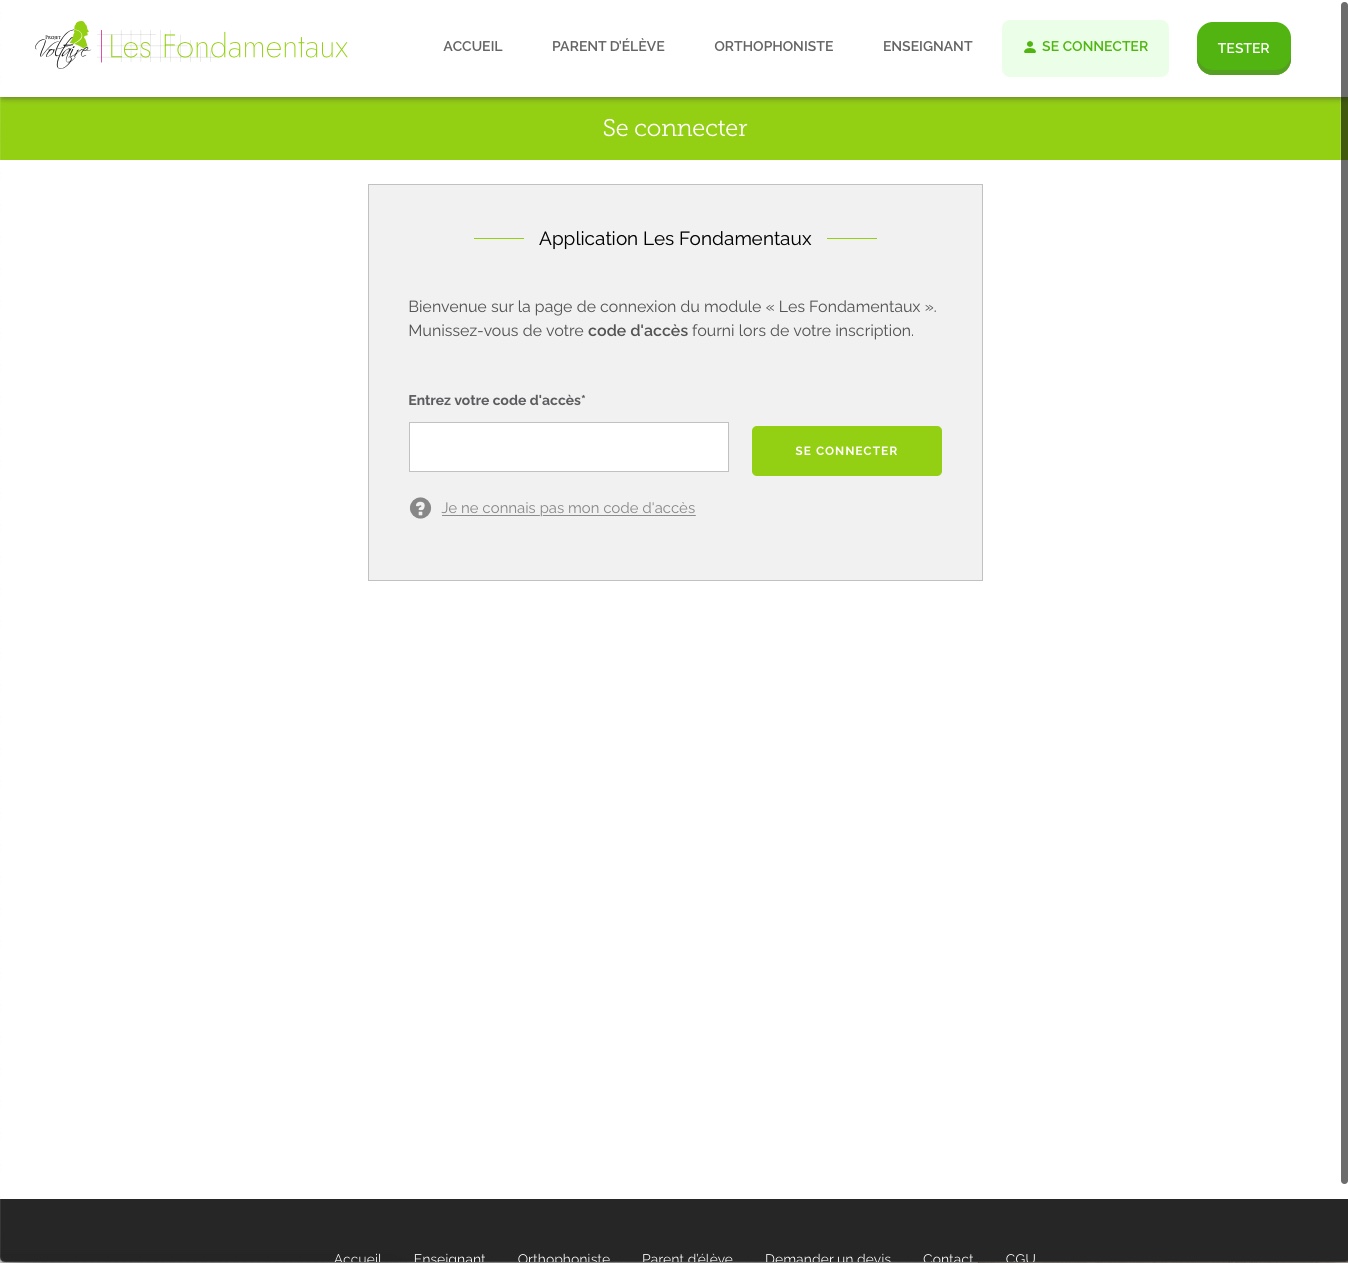 PROJET
Voltaire
Les Fondamentaux
ACCUEIL
PARENT D'ÉLÈVE
ORTHOPHONISTE
ENSEIGNANT
SE CONNECTER
TESTER
Se connecter
Application Les Fondamentaux
Bienvenue sur la page de connexion du module « Les Fondamentaux ».
Munissez-vous de votre code d'accès fourni lors de votre inscription.
Entrez votre code d'accès*
SE CONNECTER
Je ne connais pas mon code d'accès
Accueil
Enseignant
Orthophoniste
Parent d'élève
Demander un devis
Contact
CGU